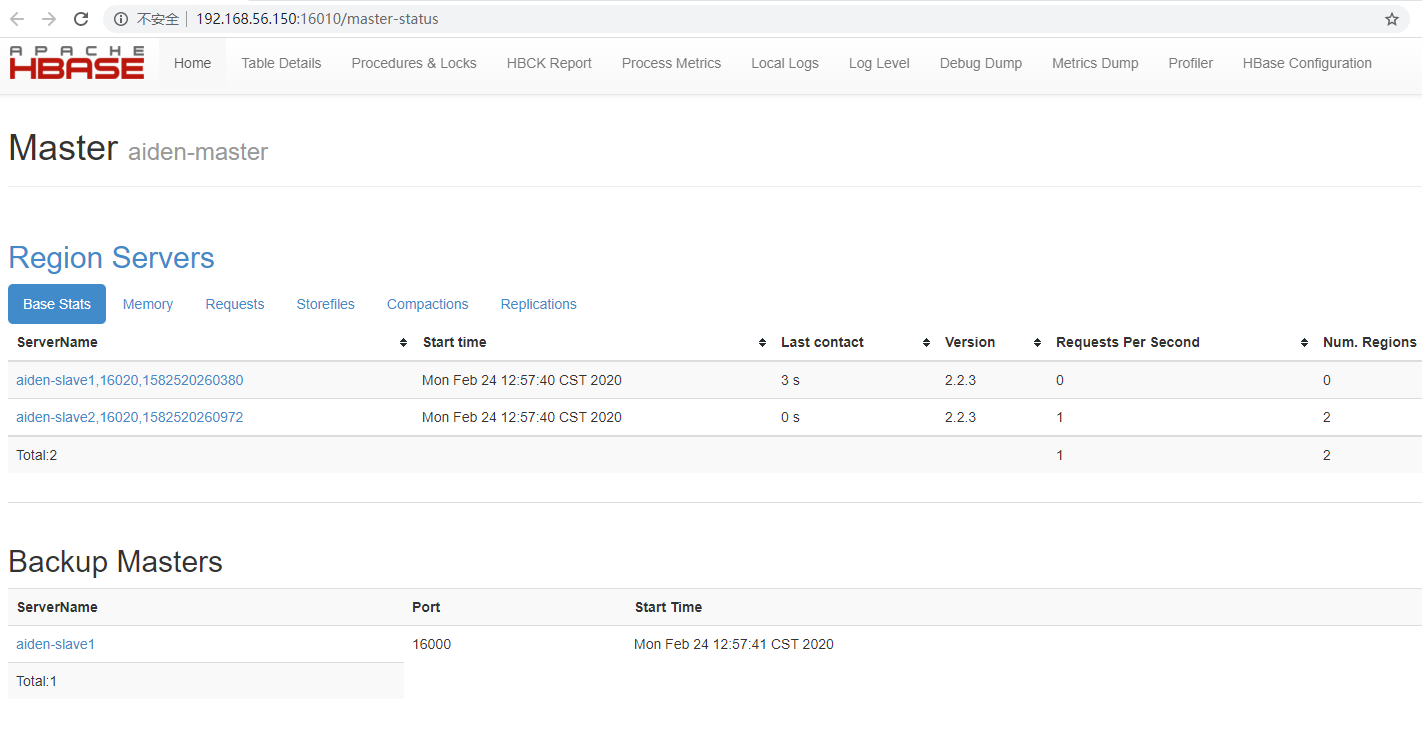 不安全 | 192.168.56.150:16010/master-status
APACHE
HBASE Home Table Details Procedures & Locks HBCK Report Process Metrics Local Logs Log Level Debug Dump Metrics Dump Profiler HBase Configuration
Master aiden-master
Region Servers
Base Stats Memory Requests Storefiles Compactions Replications
ServerName Start time Last contact Version Requests Per Second Num. Regions
aiden-slave1,16020,1582520260380 Mon Feb 24 12:57:40 CST 2020 3 s 2.2.3 0 0
aiden-slave2,16020,1582520260972 Mon Feb 24 12:57:40 CST 2020 0 s 2.2.3 1 2
Total:2 1 2
Backup Masters
ServerName Port Start Time
aiden-slave1 16000 Mon Feb 24 12:57:41 CST 2020
Total:1